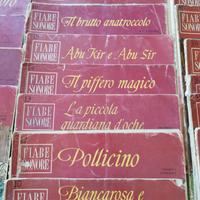 FIABE
SONORE
Il brutto anatroccolo
FIABE
SONORE
Abu Kir e Abu Sir
FIABE
SONORE
Il piffero magico
FIABE
SONORE
La piccola
guardiana d'oche
FIABE
SONORE
Pollicino
FIABE
SONORE
Biancarosa e